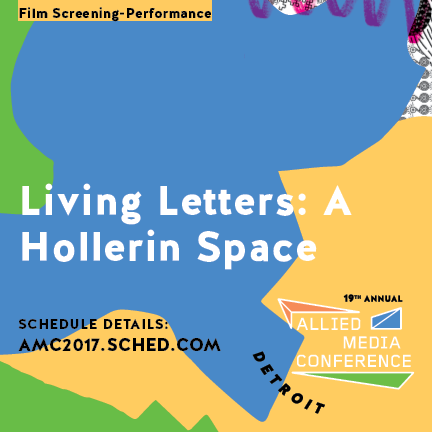 Film Screening-Performance
Living Letters: A
Hollerin Space
SCHEDULE DETAILS:
AMC2017.SCHED.COM
19TH ANNUAL
ALLIED
MEDIA
CONFERENCE
DETROIT